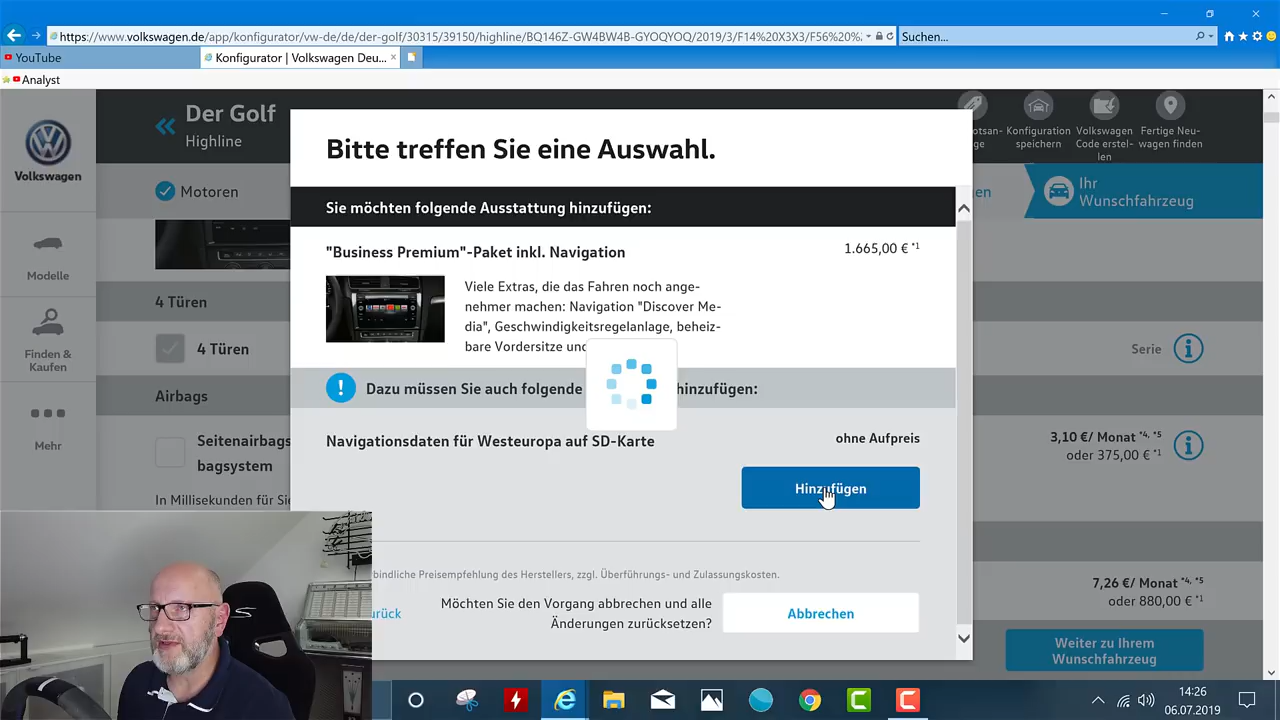 https://www.volkswagen.de/app/konfigurator/vw-de/de/der-golf/30315/39150/highline/BQ146Z-GW4BW4B-GYOQYOQ/2019/3/F14%20X3X3/F56%20%
Suchen...
YouTube
Konfigurator | Volkswagen Deu...
Analyst
Volkswagen
Modelle
Finden &
Kaufen
Mehr
Der Golf
Highline
Konfiguration
speichern
Volkswagen
Code erstel-
len
Fertige Neu-
wagen finden
Motoren
Ihr
Wunschfahrzeug
Bitte treffen Sie eine Auswahl.
Sie möchten folgende Ausstattung hinzufügen:
"Business Premium"-Paket inkl. Navigation
1.665,00 € *1
Viele Extras, die das Fahren noch ange-
nehmer machen: Navigation "Discover Me-
dia", Geschwindigkeitsregelanlage, beheiz-
bare Vordersitze
Dazu müssen Sie auch folgende hinzufügen:
Navigationsdaten für Westeuropa auf SD-Karte
ohne Aufpreis
Hinzufügen
Preisempfehlung des Herstellers, zzgl. Überführungs- und Zulassungskosten.
Möchten Sie den Vorgang abbrechen und alle
Änderungen zurücksetzen?
Abbrechen
4 Türen
4 Türen
Serie
Airbags
Seitenairbags
bagsystem
3,10 €/ Monat *4, *5
oder 375,00 € *1
In Millisekunden für
7,26 €/ Monat *4, *5
oder 880,00 € *1
Weiter zu Ihrem
Wunschfahrzeug
14:26
06.07.2019